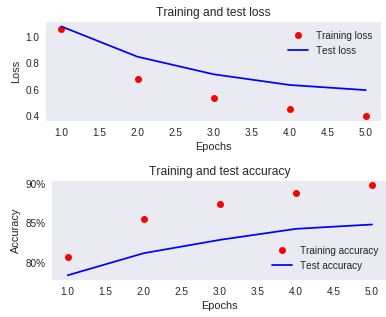 Training and test loss
1.0
0.8
0.6
0.4
Loss
Training loss
Test loss
1.0 1.5 2.0 2.5 3.0 3.5 4.0 4.5 5.0
Epochs
Training and test accuracy
90%
85%
80%
Accuracy
Training accuracy
Test accuracy
1.0 1.5 2.0 2.5 3.0 3.5 4.0 4.5 5.0
Epochs